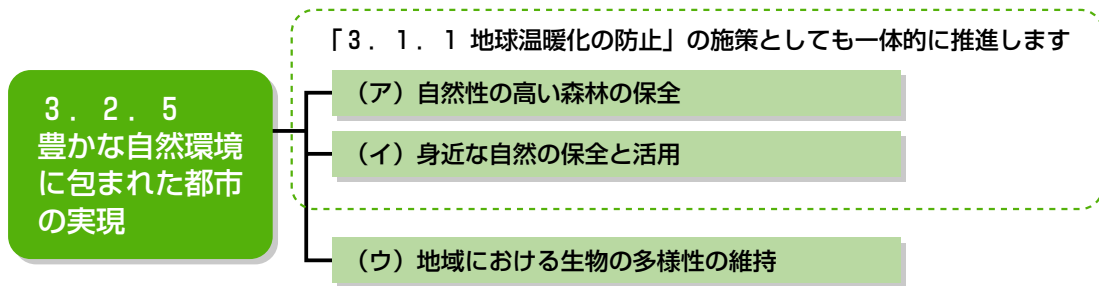 「３．１．１ 地球温暖化の防止」の施策としても一体的に推進します
３．２．５
豊かな自然環境
に包まれた都市
の実現
（ア）自然性の高い森林の保全
（イ）身近な自然の保全と活用
（ウ）地域における生物の多様性の維持